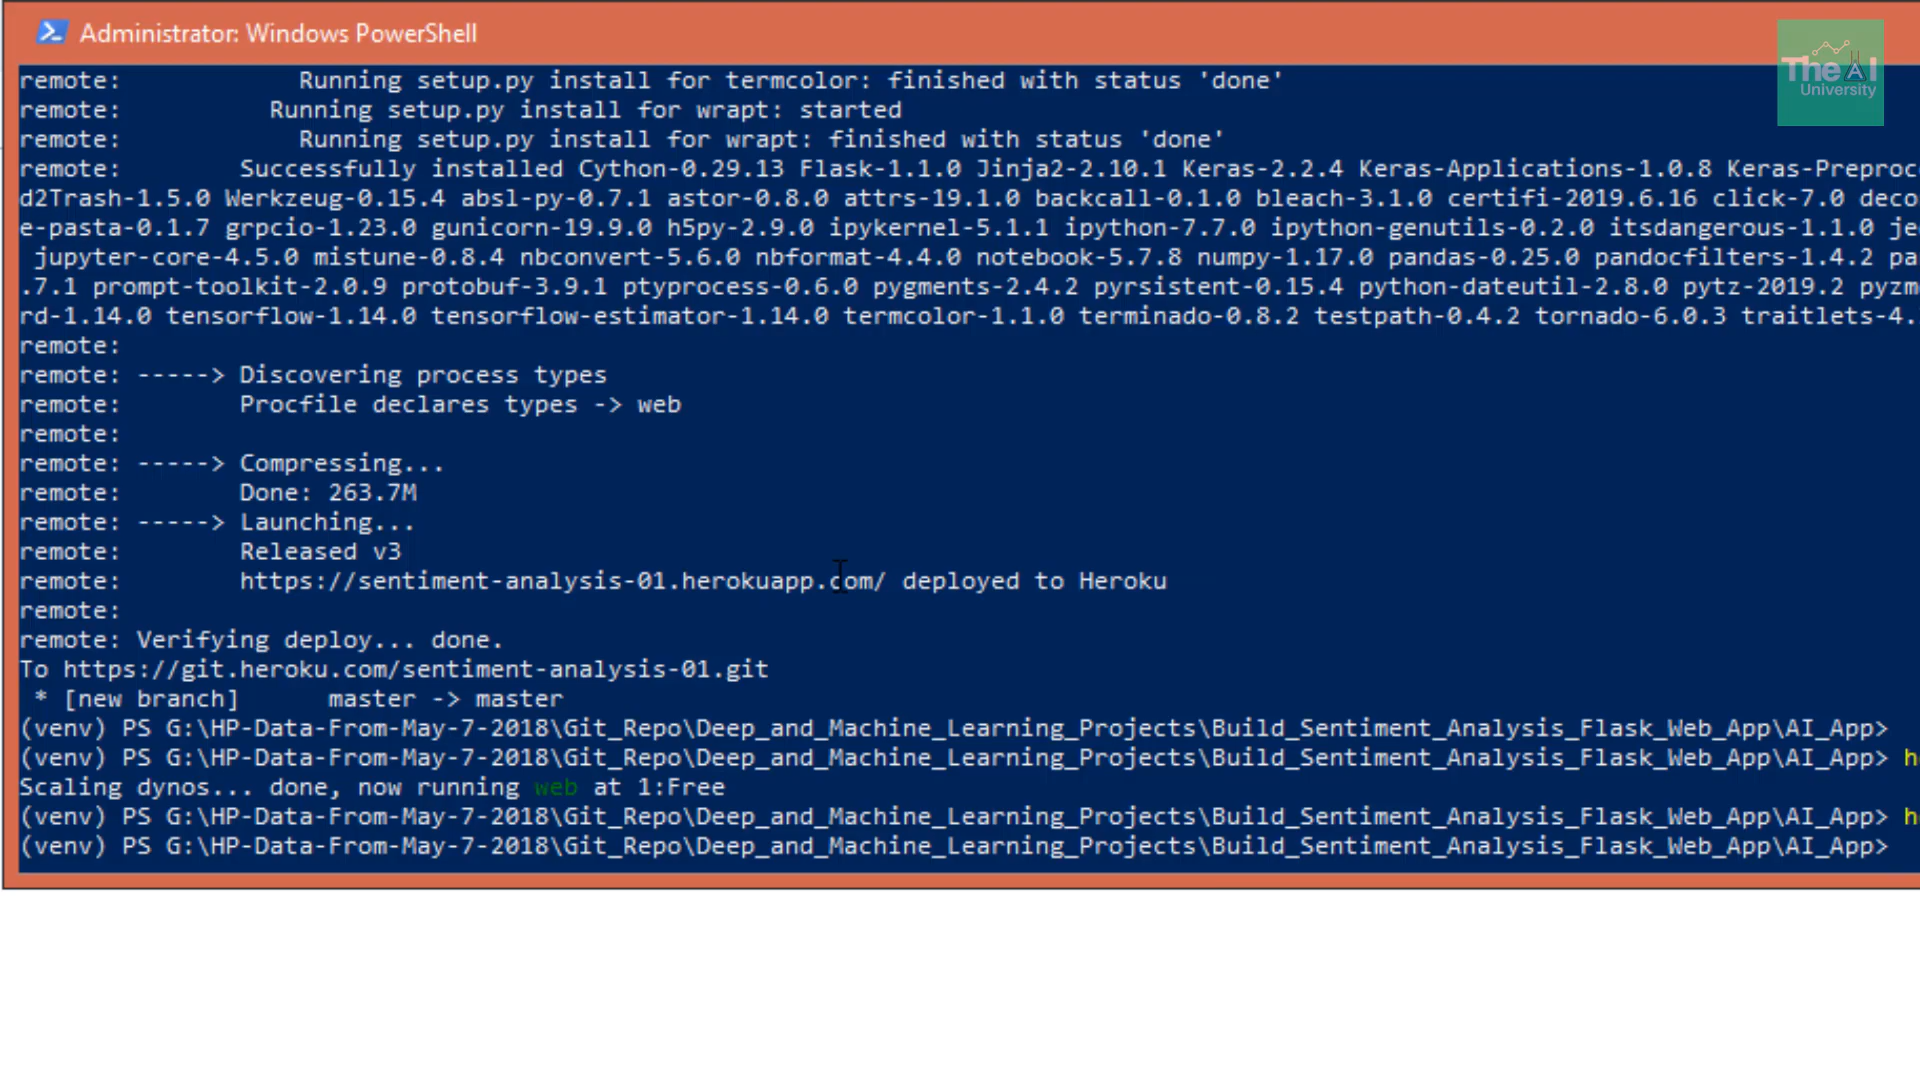 Administrator: Windows PowerShell
The AI
University
remote: Running setup.py install for termcolor: finished with status 'done'
remote: Running setup.py install for wrapt: started
remote: Running setup.py install for wrapt: finished with status 'done'
remote: Successfully installed Cython-0.29.13 Flask-1.1.0 Jinja2-2.10.1 Keras-2.2.4 Keras-Applications-1.0.8 Keras-Preproc
d2Trash-1.5.0 Werkzeug-0.15.4 absl-py-0.7.1 astor-0.8.0 attrs-19.1.0 backcall-0.1.0 bleach-3.1.0 certifi-2019.6.16 click-7.0 deco
e-pasta-0.1.7 grpcio-1.23.0 gunicorn-19.9.0 h5py-2.9.0 ipykernel-5.1.1 ipython-7.7.0 ipython-genutils-0.2.0 itsdangerous-1.1.0 je
jupyter-core-4.5.0 mistune-0.8.4 nbconvert-5.6.0 nbformat-4.4.0 notebook-5.7.8 numpy-1.17.0 pandas-0.25.0 pandocfilters-1.4.2 pa
.7.1 prompt-toolkit-2.0.9 protobuf-3.9.1 ptyprocess-0.6.0 pygments-2.4.2 pyrsistent-0.15.4 python-dateutil-2.8.0 pytz-2019.2 pyzm
rd-1.14.0 tensorflow-1.14.0 tensorflow-estimator-1.14.0 termcolor-1.1.0 terminado-0.8.2 testpath-0.4.2 tornado-6.0.3 traitlets-4.
remote:
remote: -----> Discovering process types
remote: Procfile declares types -> web
remote:
remote: -----> Compressing...
remote: Done: 263.7M
remote: -----> Launching...
remote: Released v3
remote: https://sentiment-analysis-01.herokuapp.com/ deployed to Heroku
remote:
remote: Verifying deploy... done.
To https://git.heroku.com/sentiment-analysis-01.git
* [new branch] master -> master
(venv) PS G:\HP-Data-From-May-7-2018\Git_Repo\Deep_and_Machine_Learning_Projects\Build_Sentiment_Analysis_Flask_Web_App\AI_App>
(venv) PS G:\HP-Data-From-May-7-2018\Git_Repo\Deep_and_Machine_Learning_Projects\Build_Sentiment_Analysis_Flask_Web_App\AI_App> h
Scaling dynos... done, now running web at 1:Free
(venv) PS G:\HP-Data-From-May-7-2018\Git_Repo\Deep_and_Machine_Learning_Projects\Build_Sentiment_Analysis_Flask_Web_App\AI_App> h
(venv) PS G:\HP-Data-From-May-7-2018\Git_Repo\Deep_and_Machine_Learning_Projects\Build_Sentiment_Analysis_Flask_Web_App\AI_App>